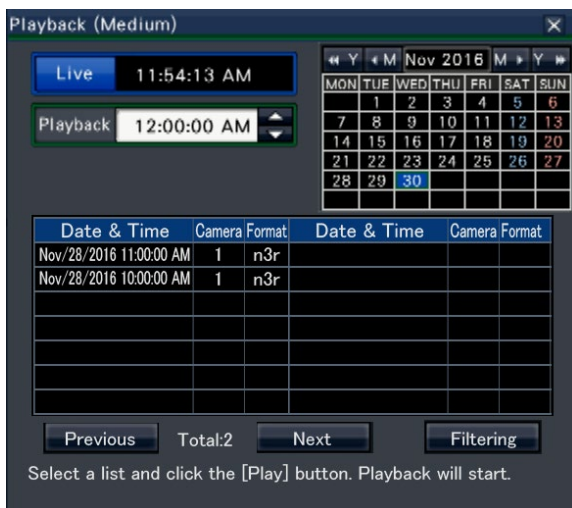 Playback (Medium)
Live 11:54:13 AM
Playback 12:00:00 AM
Y M Nov 2016 M Y
MON TUE WED THU FRI SAT SUN
1 2 3 4 5 6
7 8 9 10 11 12 13
14 15 16 17 18 19 20
21 22 23 24 25 26 27
28 29 30
Date & Time Camera Format Date & Time Camera Format
Nov/28/2016 11:00:00 AM 1 n3r
Nov/28/2016 10:00:00 AM 1 n3r
Previous Total:2 Next Filtering
Select a list and click the [Play] button. Playback will start.